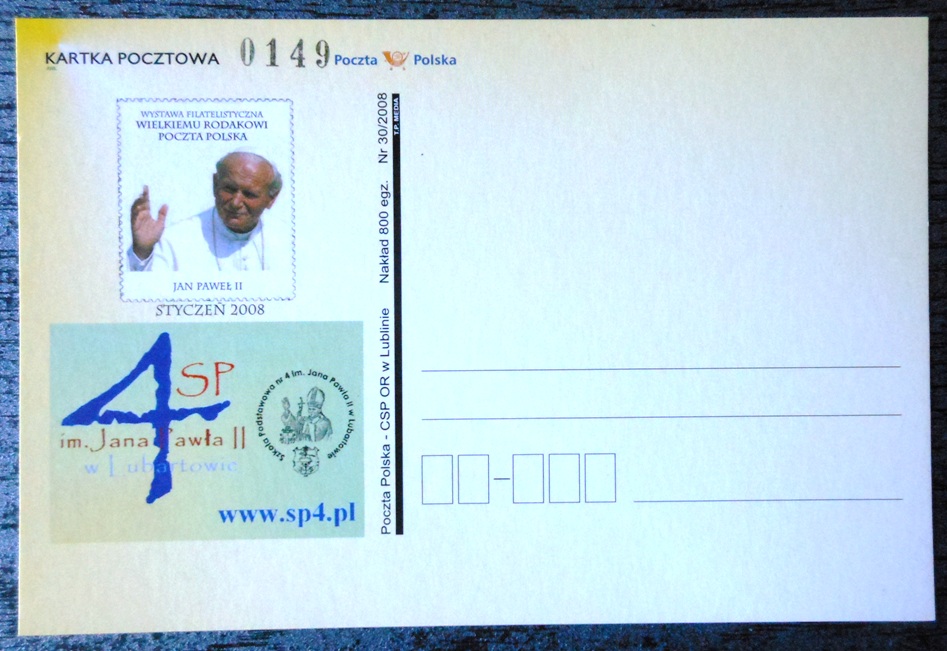 KARTKA POCZTOWA 0149 Poczta Polska
WYSTAWA FILATELISTYCZNA
WIELKIEMU RODAKOWI
POCZTA POLSKA
JAN PAWEŁ II
STYCZEŃ 2008
4 SP
im. Jana Pawła II
w Lubartowie
Szkoła Podstawowa nr 4 im. Jana Pawła II w Lubartowie
www.sp4.pl
Poczta Polska - CSP OR w Lublinie Nakład 800 egz. Nr 30/2008
T.P. MEDIA